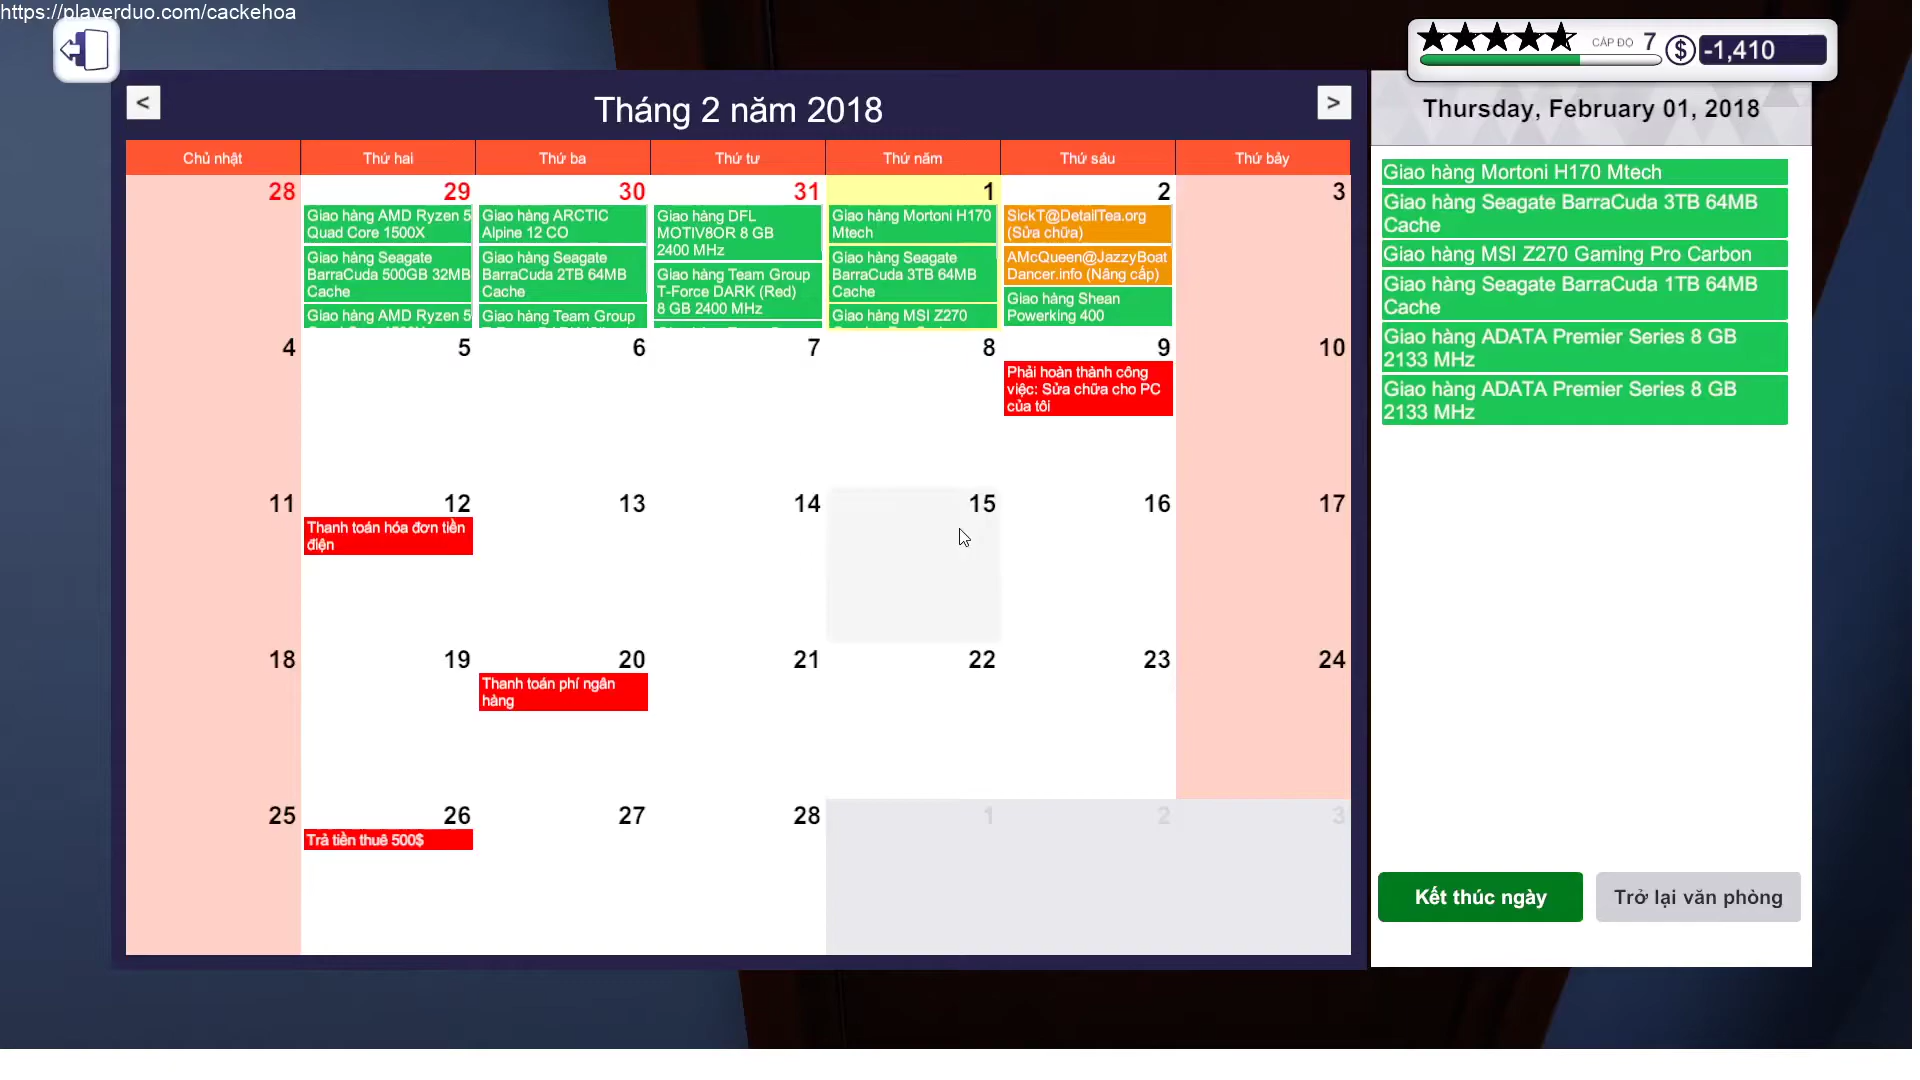 https://playerduo.com/cackehoa
CẤP ĐỘ 7
$ -1,410
< Tháng 2 năm 2018 >
Thursday, February 01, 2018
Chủ nhật Thứ hai Thứ ba Thứ tư Thứ năm Thứ sáu Thứ bảy
28
29
Giao hàng AMD Ryzen 5
Quad Core 1500X
Giao hàng Seagate
BarraCuda 500GB 32MB
Cache
Giao hàng AMD Ryzen 5
30
Giao hàng ARCTIC
Alpine 12 CO
Giao hàng Seagate
BarraCuda 2TB 64MB
Cache
Giao hàng Team Group
31
Giao hàng DFL
MOTIV8OR 8 GB
2400 MHz
Giao hàng Team Group
T-Force DARK (Red)
8 GB 2400 MHz
1
Giao hàng Mortoni H170
Mtech
Giao hàng Seagate
BarraCuda 3TB 64MB
Cache
Giao hàng MSI Z270
2
SickT@DetailTea.org
(Sửa chữa)
AMcQueen@JazzyBoat
Dancer.info (Nâng cấp)
Giao hàng Shean
Powerking 400
3
4 5 6 7 8 9 10
Phải hoàn thành công
việc: Sửa chữa cho PC
của tôi
11 12 13 14 15 16 17
Thanh toán hóa đơn tiền
điện
18 19 20 21 22 23 24
Thanh toán phí ngân
hàng
25 26 27 28 1 2 3
Trả tiền thuê 500$
Giao hàng Mortoni H170 Mtech
Giao hàng Seagate BarraCuda 3TB 64MB
Cache
Giao hàng MSI Z270 Gaming Pro Carbon
Giao hàng Seagate BarraCuda 1TB 64MB
Cache
Giao hàng ADATA Premier Series 8 GB
2133 MHz
Giao hàng ADATA Premier Series 8 GB
2133 MHz
Kết thúc ngày
Trở lại văn phòng